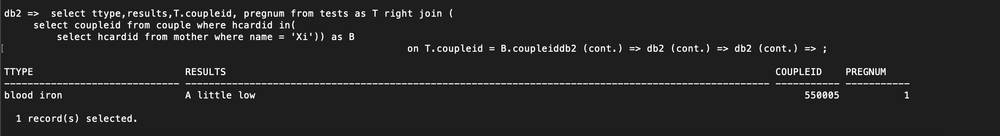 db2 =>  select ttype,results,T.coupleid, pregnum from tests as T right join (
     select coupleid from couple where hcardid in(
         select hcardid from mother where name = 'Xi')) as B
[                                                                     on T.coupleid = B.coupleiddb2 (cont.) => db2 (cont.) => db2 (cont.) => ;
TTYPE                          RESULTS                                                                                              COUPLEID    PREGNUM
------------------------------ ---------------------------------------------------------------------------------------------------- ----------- -----------
blood iron                     A little low                                                                                              550005           1
  1 record(s) selected.